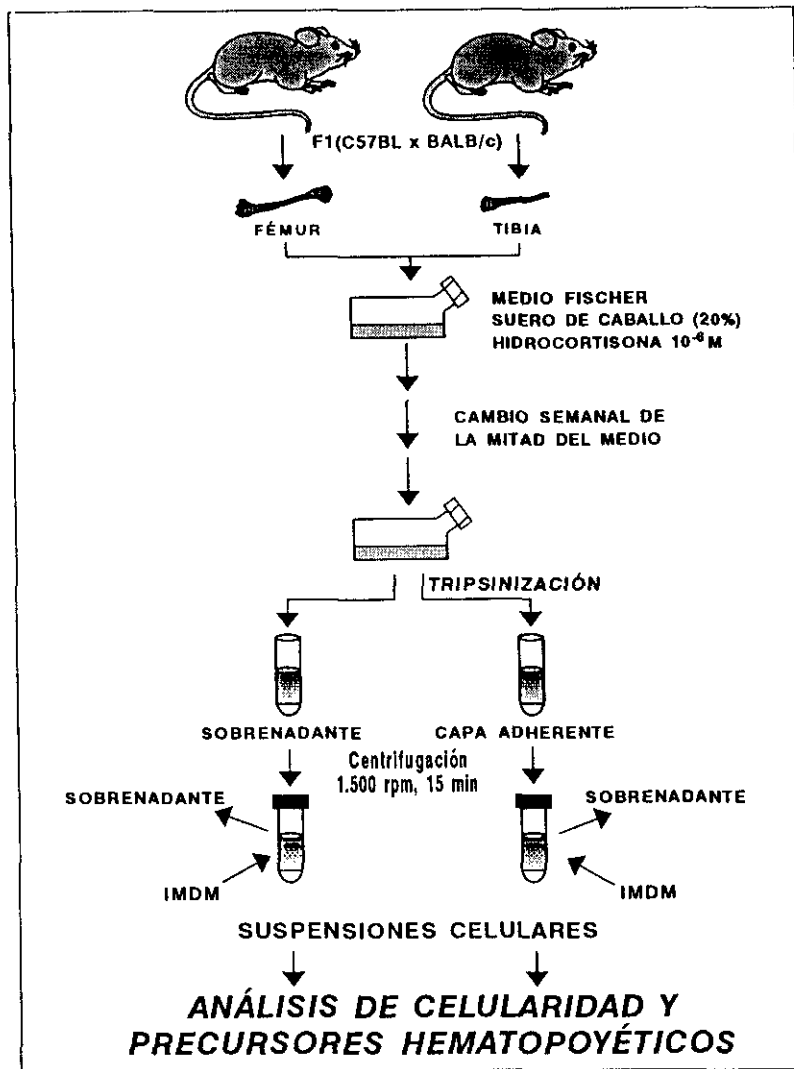 F1(C57BL x BALB/c)
FÉMUR
TIBIA
MEDIO FISCHER
SUERO DE CABALLO (20%)
HIDROCORTISONA 10⁻⁶ M
CAMBIO SEMANAL DE
LA MITAD DEL MEDIO
TRIPSINIZACIÓN
SOBRENADANTE
CAPA ADHERENTE
Centrifugación
1.500 rpm, 15 min
SOBRENADANTE
SOBRENADANTE
IMDM
IMDM
SUSPENSIONES CELULARES
ANÁLISIS DE CELULARIDAD Y
PRECURSORES HEMATOPOYÉTICOS